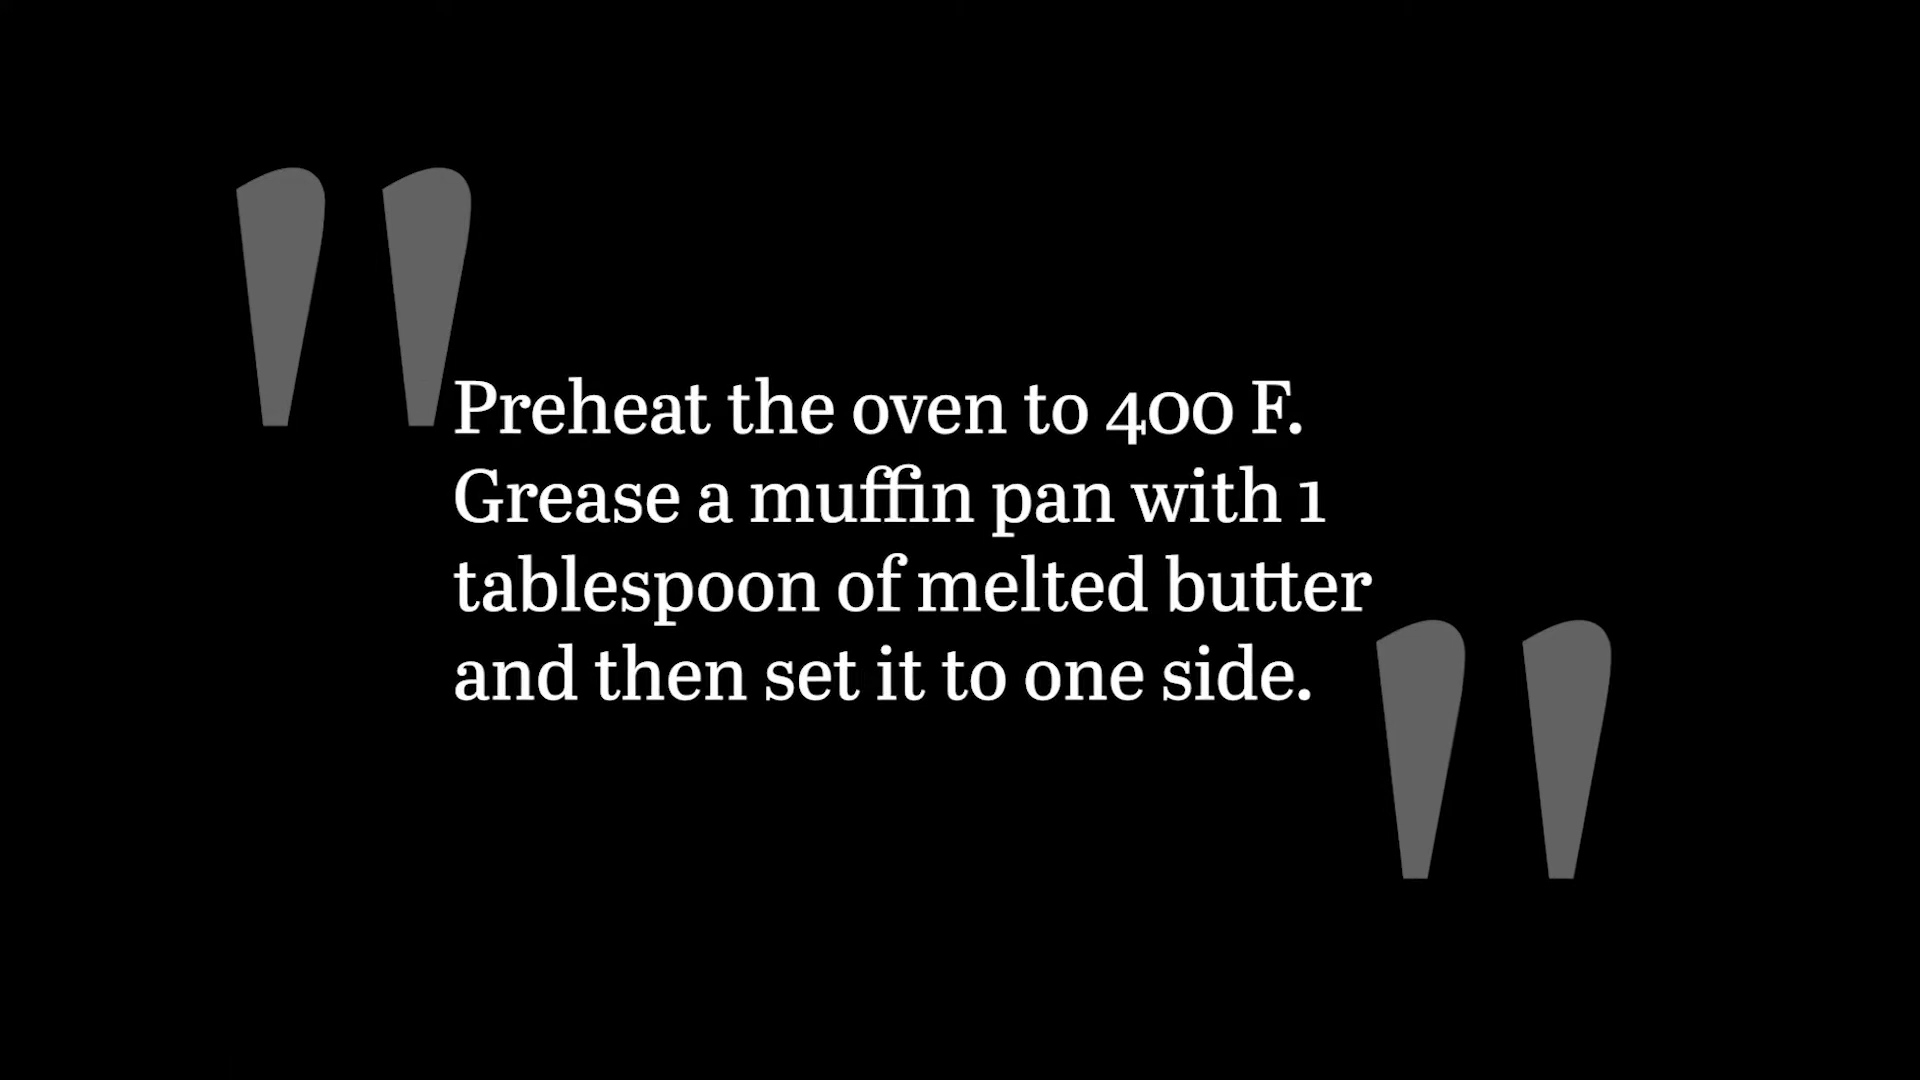 "Preheat the oven to 400 F.
Grease a muffin pan with 1
tablespoon of melted butter
and then set it to one side."